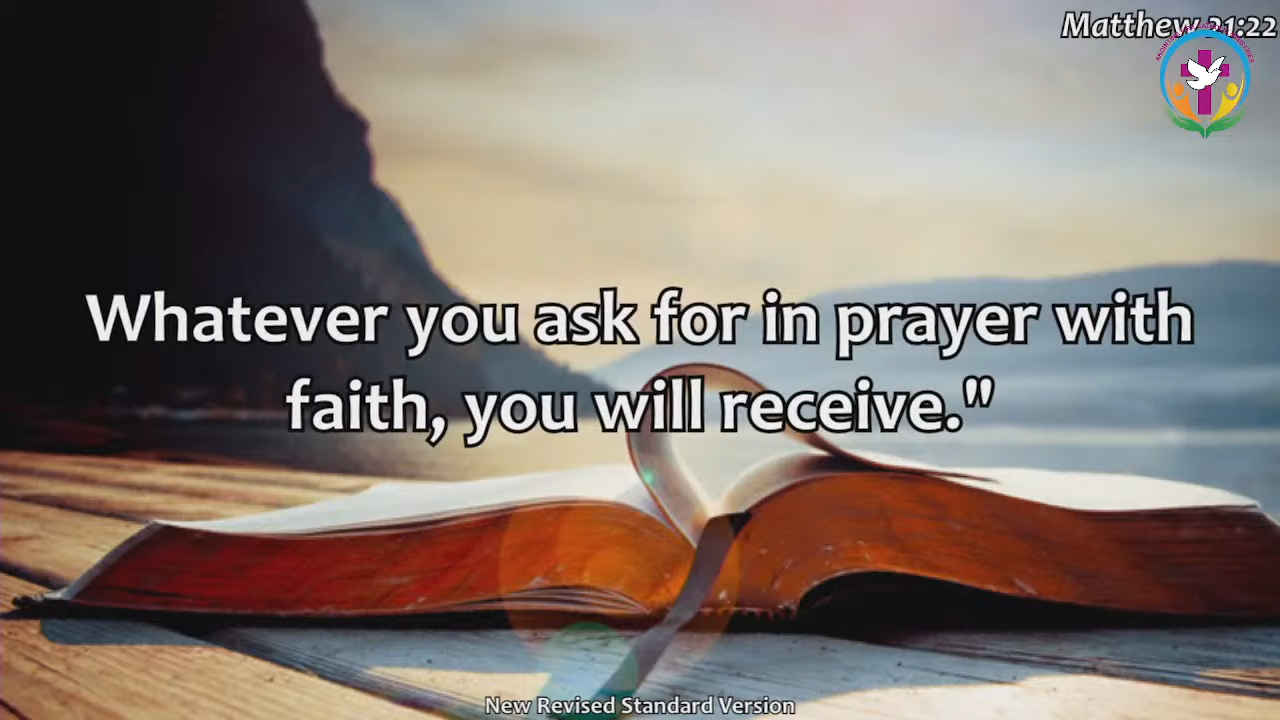 Matthew 21:22
Whatever you ask for in prayer with
faith, you will receive."
New Revised Standard Version